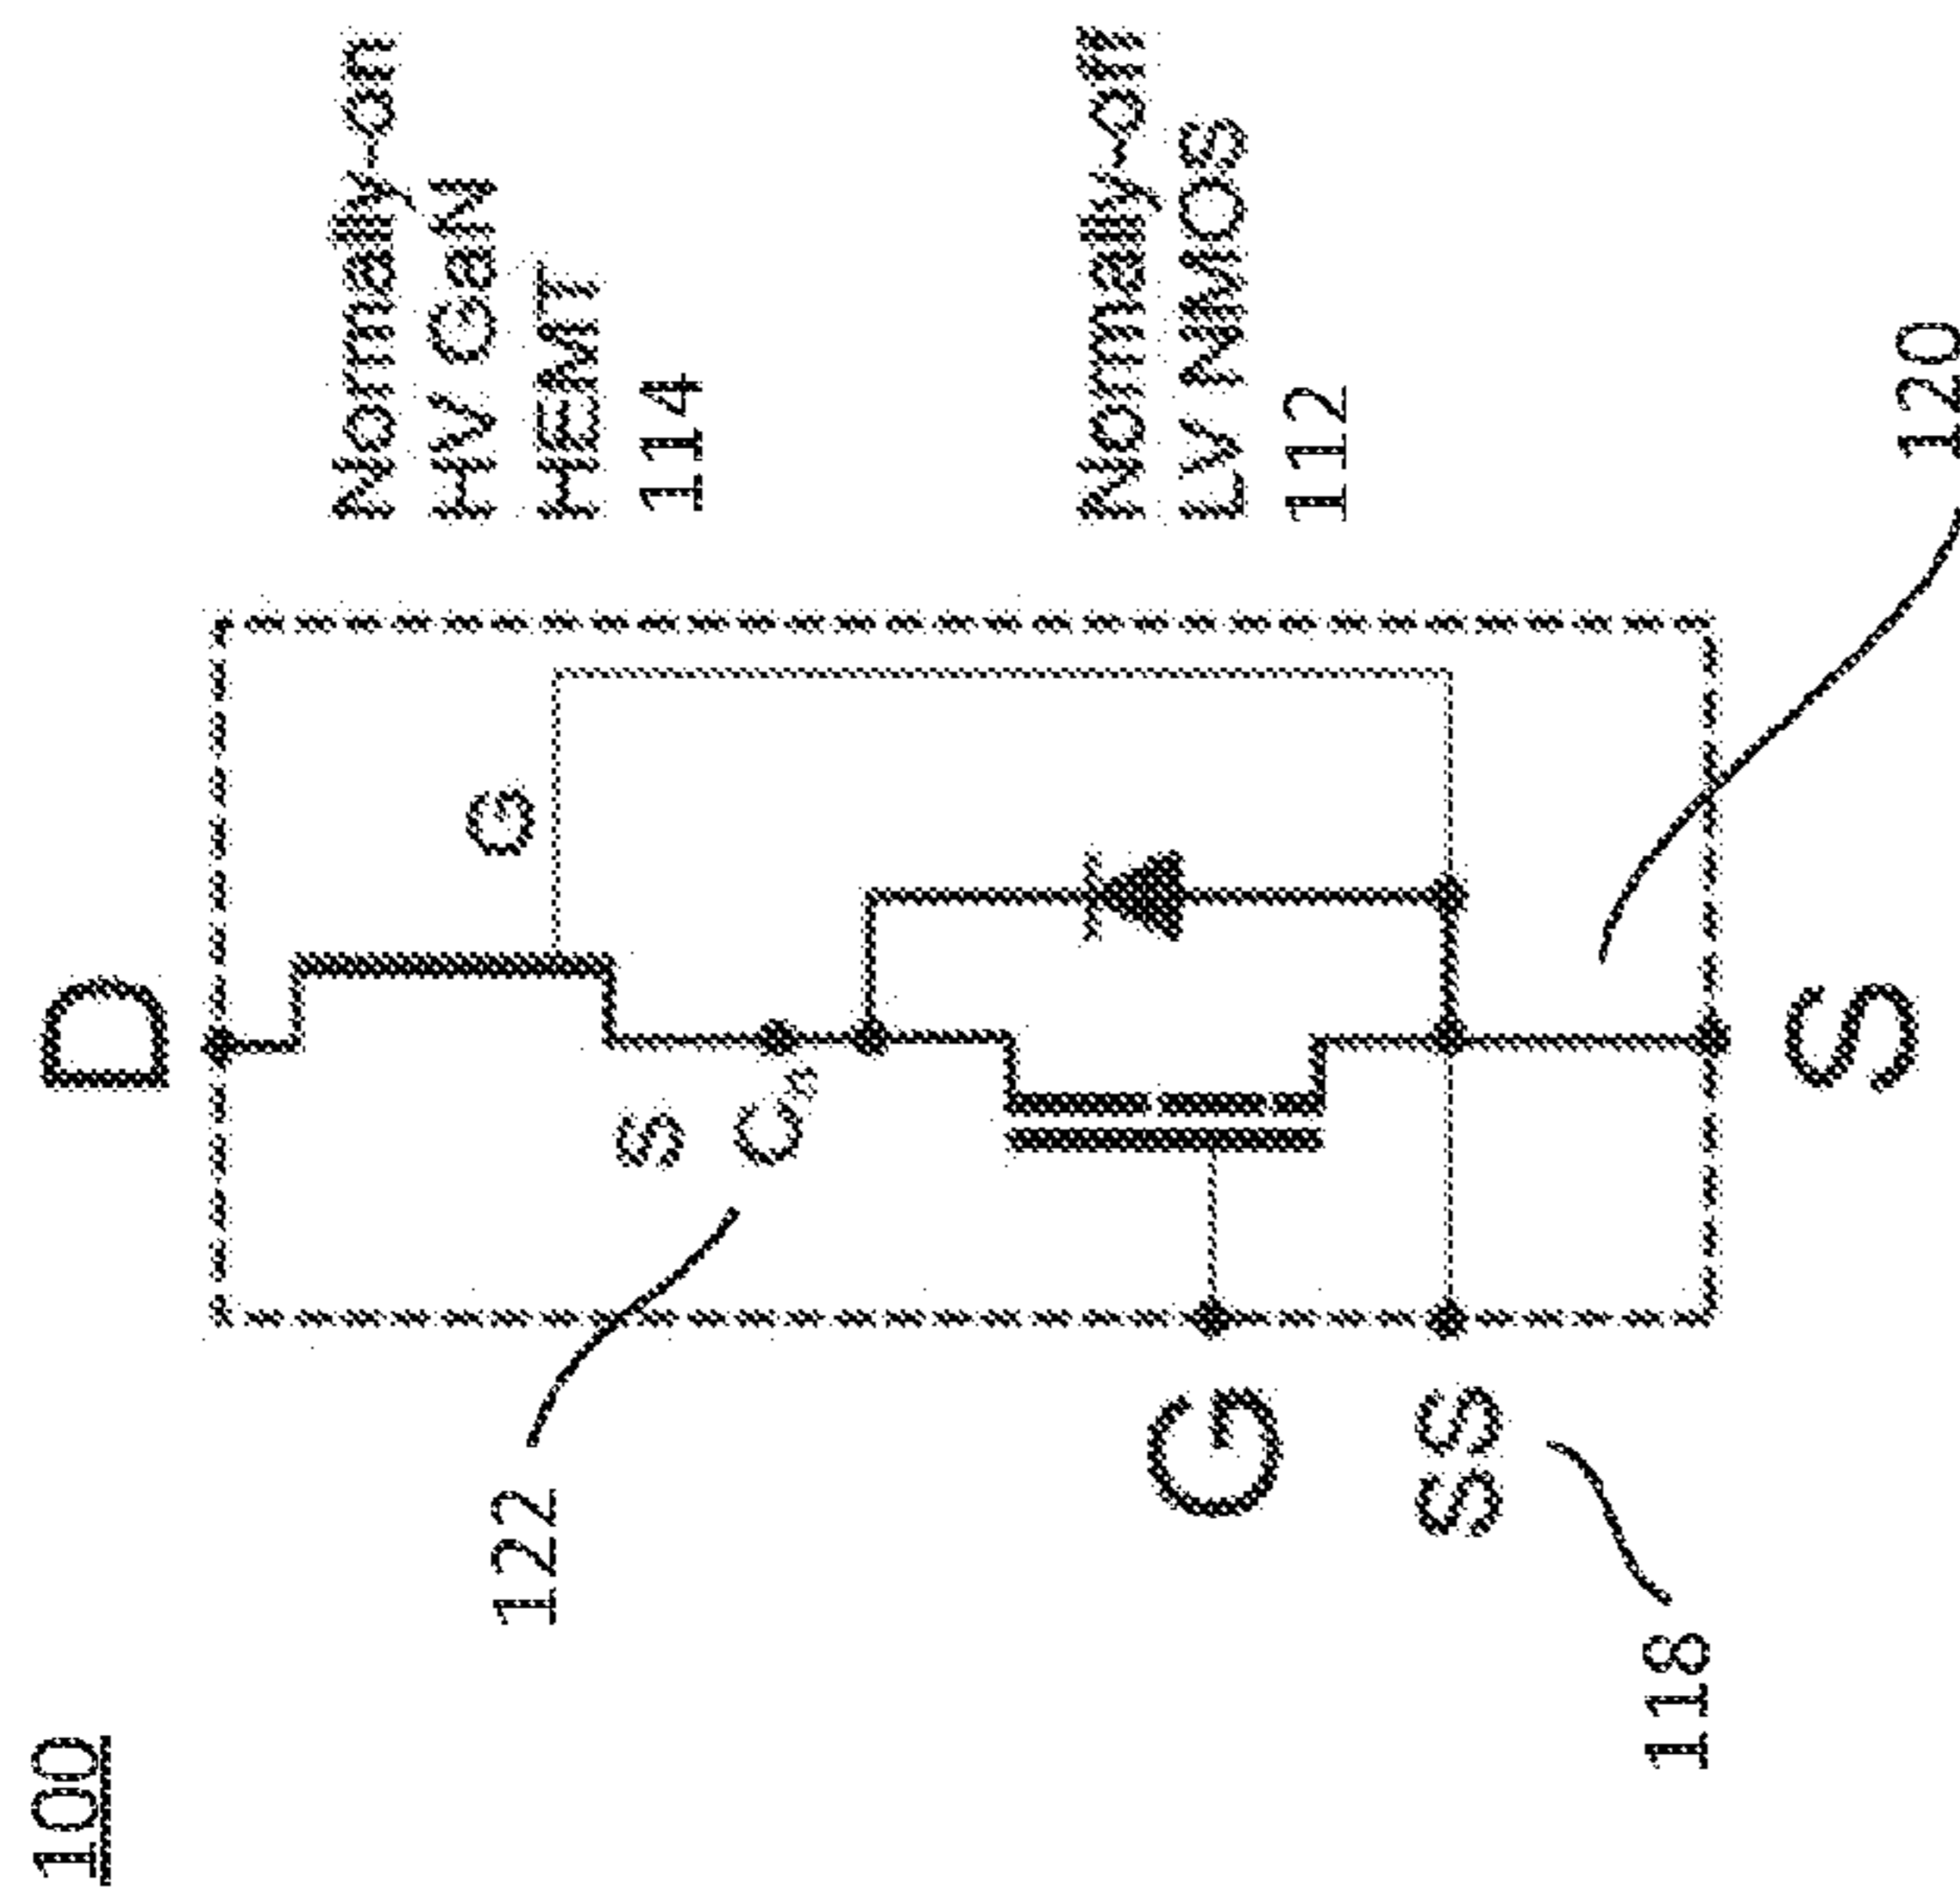 100
D
Normally-on
HV GaN
HEMT
114
G
122
S
Normally-off
LV NMOS
112
G
SS
118
S
120